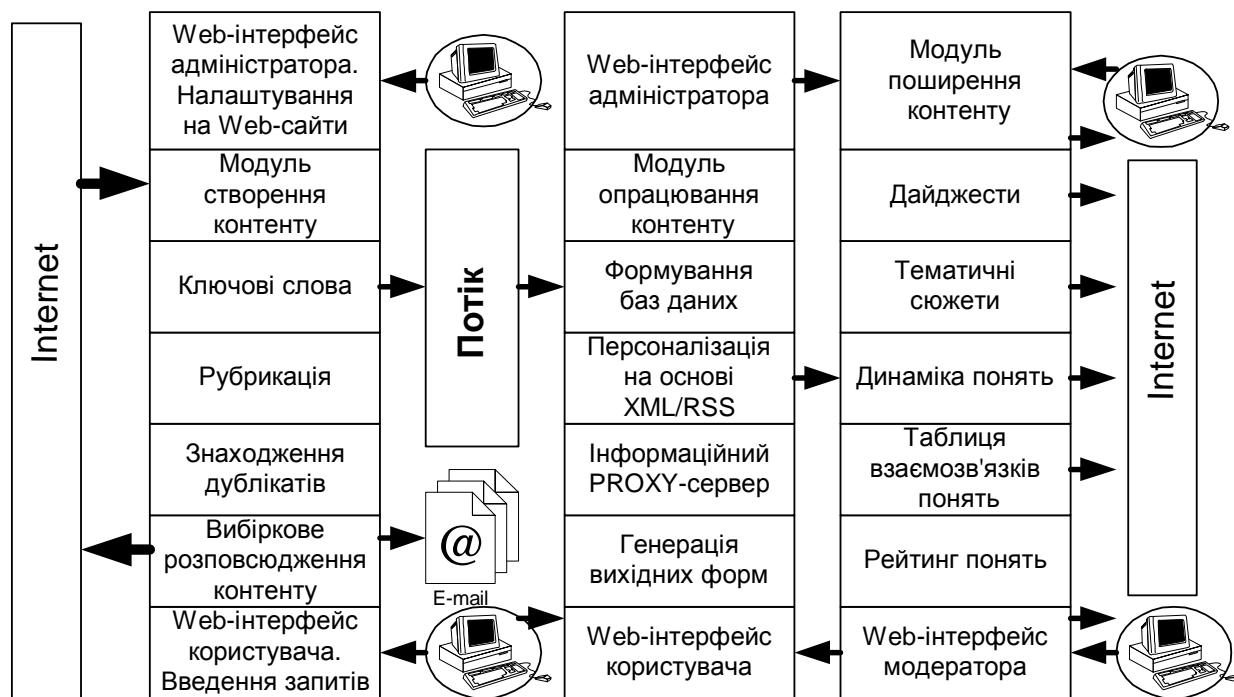 Internet
Web-інтерфейс
адміністратора.
Налаштування
на Web-сайти
Модуль
створення
контенту
Ключові слова
Рубрикація
Знаходження
дублікатів
Вибіркове
розповсюдження
контенту
Web-інтерфейс
користувача.
Введення запитів
Потік
@
E-mail
Web-інтерфейс
адміністратора
Модуль
опрацювання
контенту
Формування
баз даних
Персоналізація
на основі
XML/RSS
Інформаційний
PROXY-сервер
Генерація
вихідних форм
Web-інтерфейс
користувача
Модуль
поширення
контенту
Дайджести
Тематичні
сюжети
Динаміка понять
Таблиця
взаємозв'язків
понять
Рейтинг понять
Web-інтерфейс
модератора
Internet